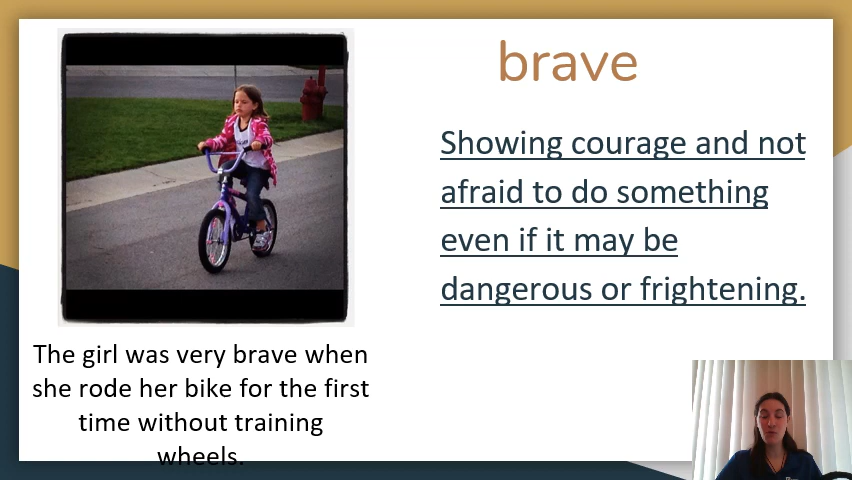 brave
Showing courage and not
afraid to do something
even if it may be
dangerous or frightening.
The girl was very brave when
she rode her bike for the first
time without training
wheels.